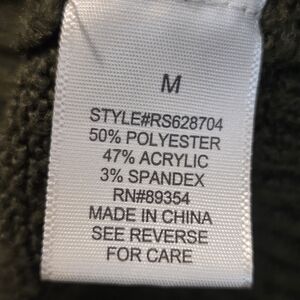 M
STYLE#RS628704
50% POLYESTER
47% ACRYLIC
3% SPANDEX
RN#89354
MADE IN CHINA
SEE REVERSE
FOR CARE